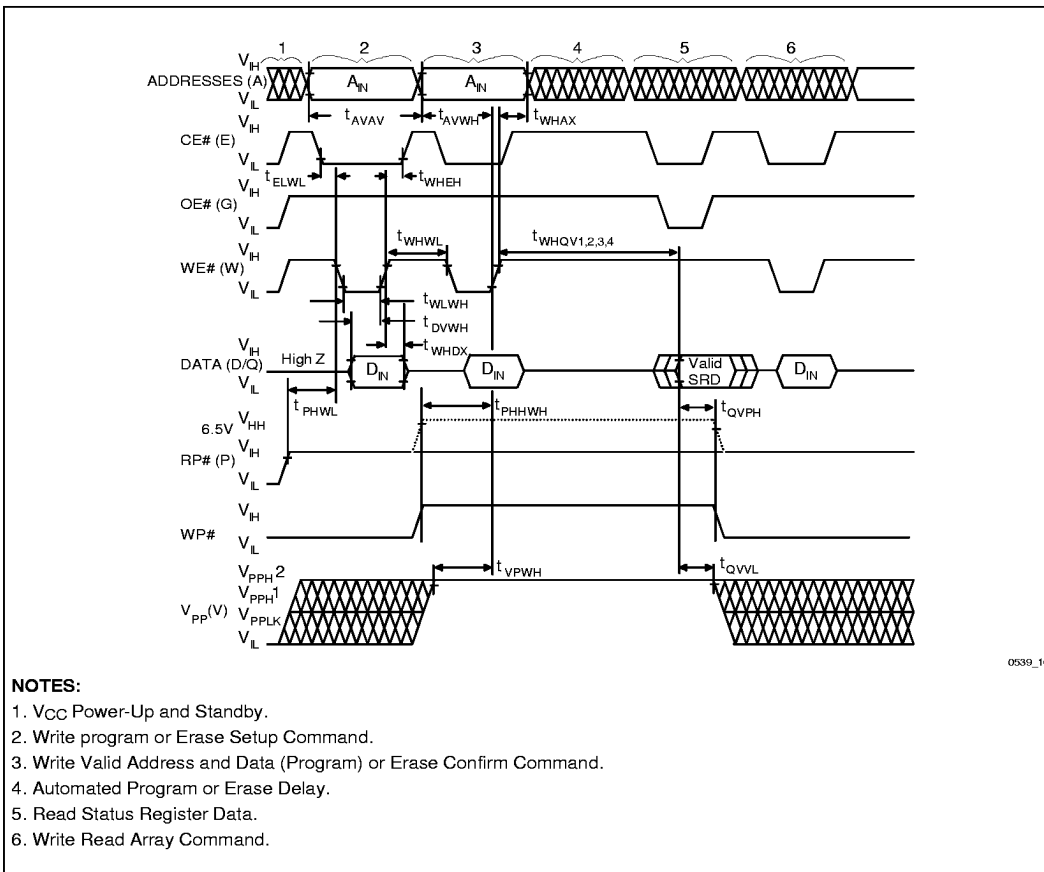 1 2 3 4 5 6
VIH
ADDRESSES (A) AIN AIN
VIL
tAVAV tAVWH tWHAX
VIH
CE# (E)
VIL
tELWL tWHEH
VIH
OE# (G)
VIL
tWHWL tWHQV1,2,3,4
VIH
WE# (W)
VIL
tWLWH
tDVWH
tWHDX
VIH
DATA (D/Q) High Z DIN DIN Valid SRD DIN
VIL
tPHWL tPHHWH tQVPH
6.5V VHH
VIH
RP# (P)
VIL
VIH
WP#
VIL
tVPWH tQVVL
VPPH2
VPPH1
VPP(V) VPPLK
VIL
NOTES:
1. VCC Power-Up and Standby.
2. Write program or Erase Setup Command.
3. Write Valid Address and Data (Program) or Erase Confirm Command.
4. Automated Program or Erase Delay.
5. Read Status Register Data.
6. Write Read Array Command.